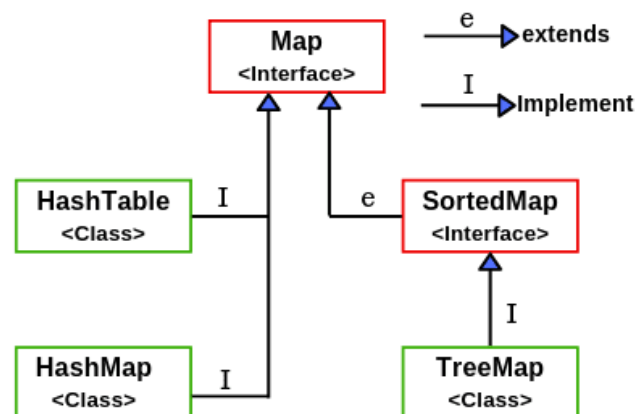 Map
<Interface>
e
extends
I
Implement
HashTable
<Class>
I
e
SortedMap
<Interface>
I
HashMap
<Class>
I
TreeMap
<Class>